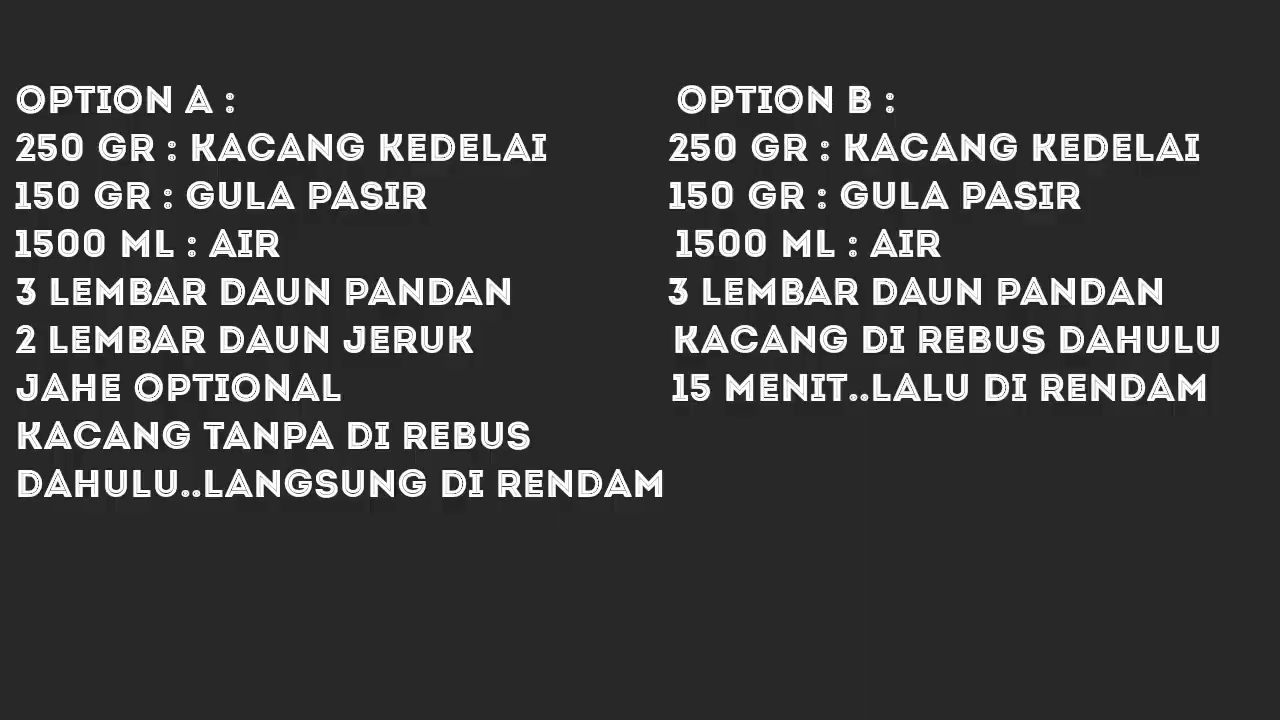 OPTION A :
250 GR : KACANG KEDELAI
150 GR : GULA PASIR
1500 ML : AIR
3 LEMBAR DAUN PANDAN
2 LEMBAR DAUN JERUK
JAHE OPTIONAL
KACANG TANPA DI REBUS
DAHULU..LANGSUNG DI RENDAM
OPTION B :
250 GR : KACANG KEDELAI
150 GR : GULA PASIR
1500 ML : AIR
3 LEMBAR DAUN PANDAN
KACANG DI REBUS DAHULU
15 MENIT..LALU DI RENDAM